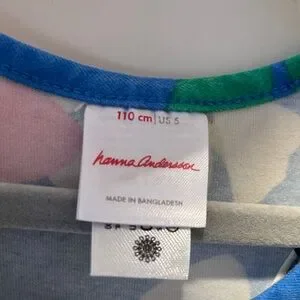 110 cm | US 5
hanna andersson
MADE IN BANGLADESH